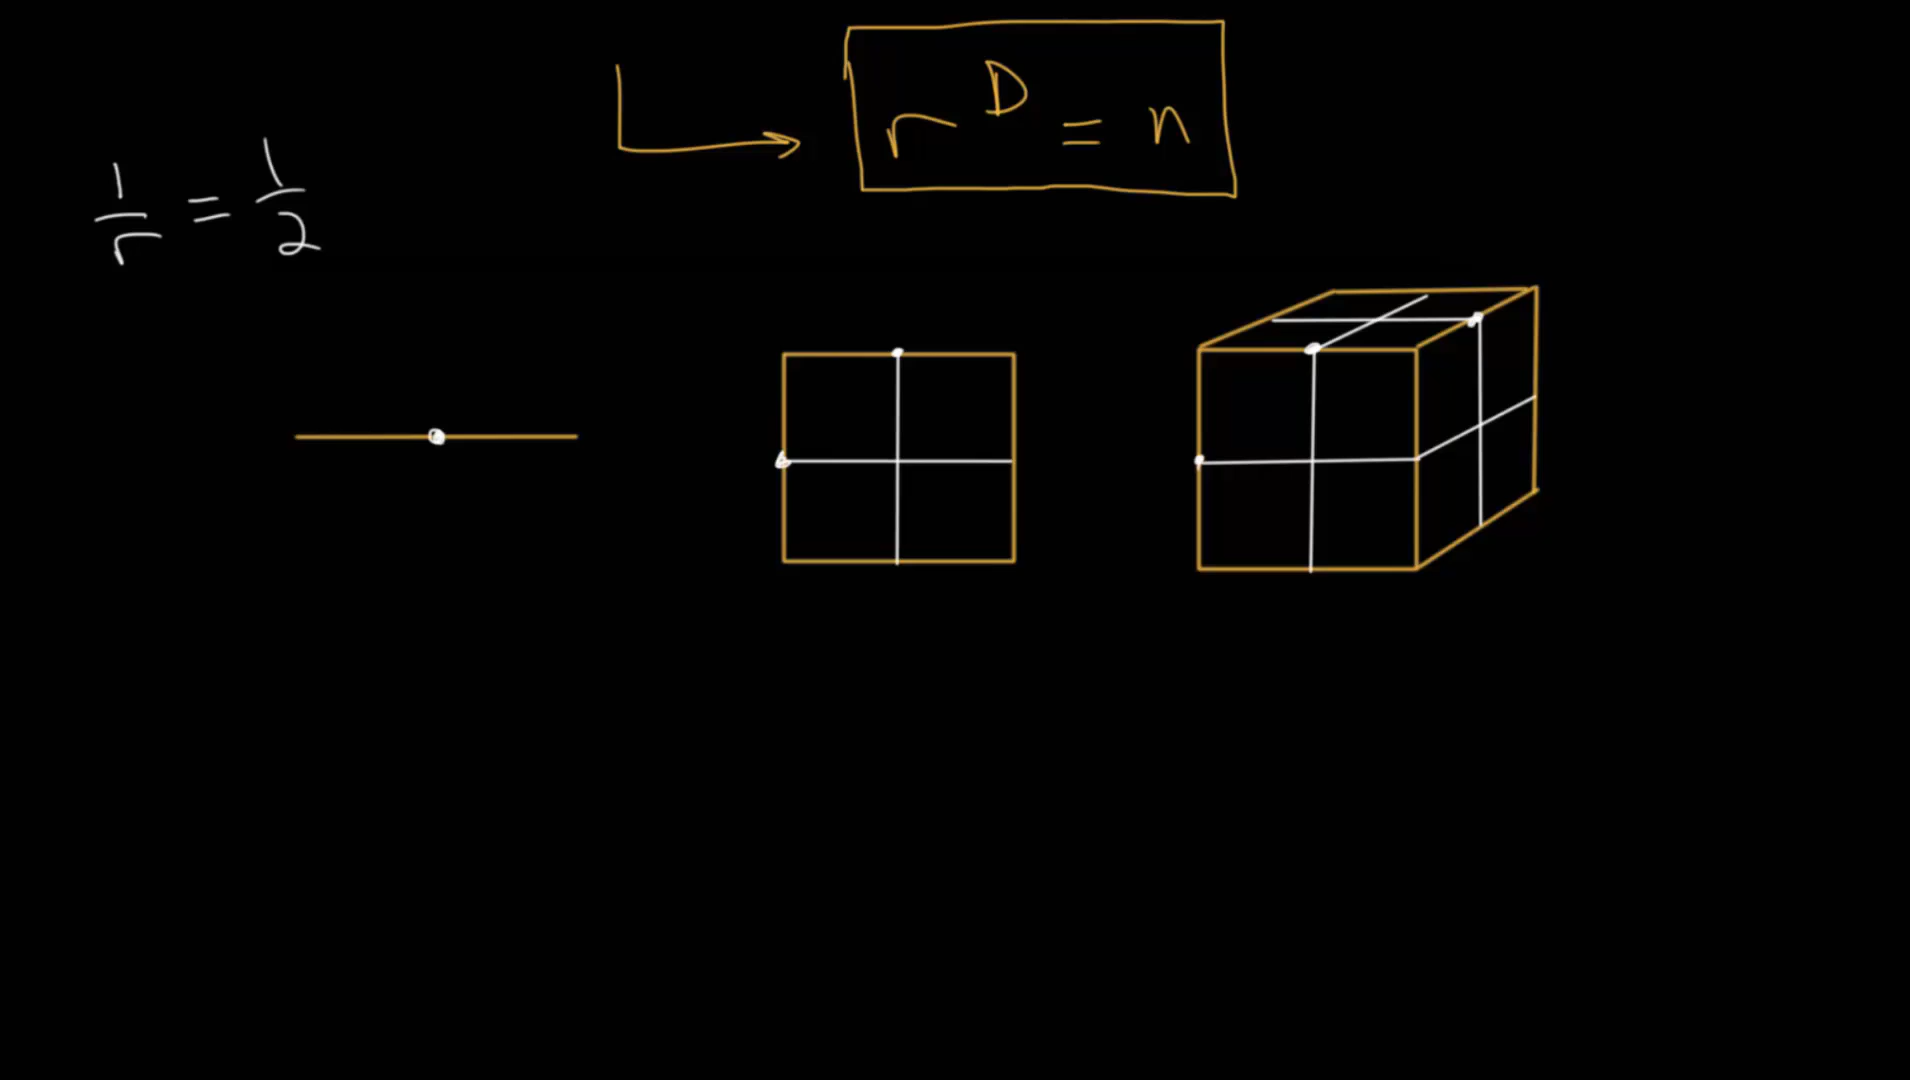 r^D = n
1/r = 1/2